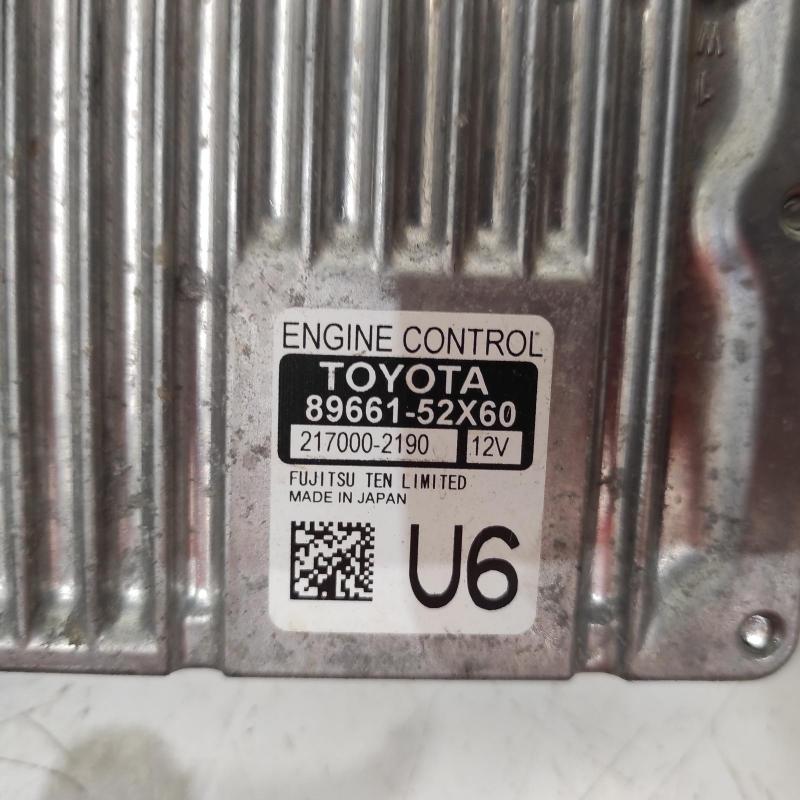 ENGINE CONTROL
TOYOTA
89661-52X60
217000-2190 12V
FUJITSU TEN LIMITED
MADE IN JAPAN
U6